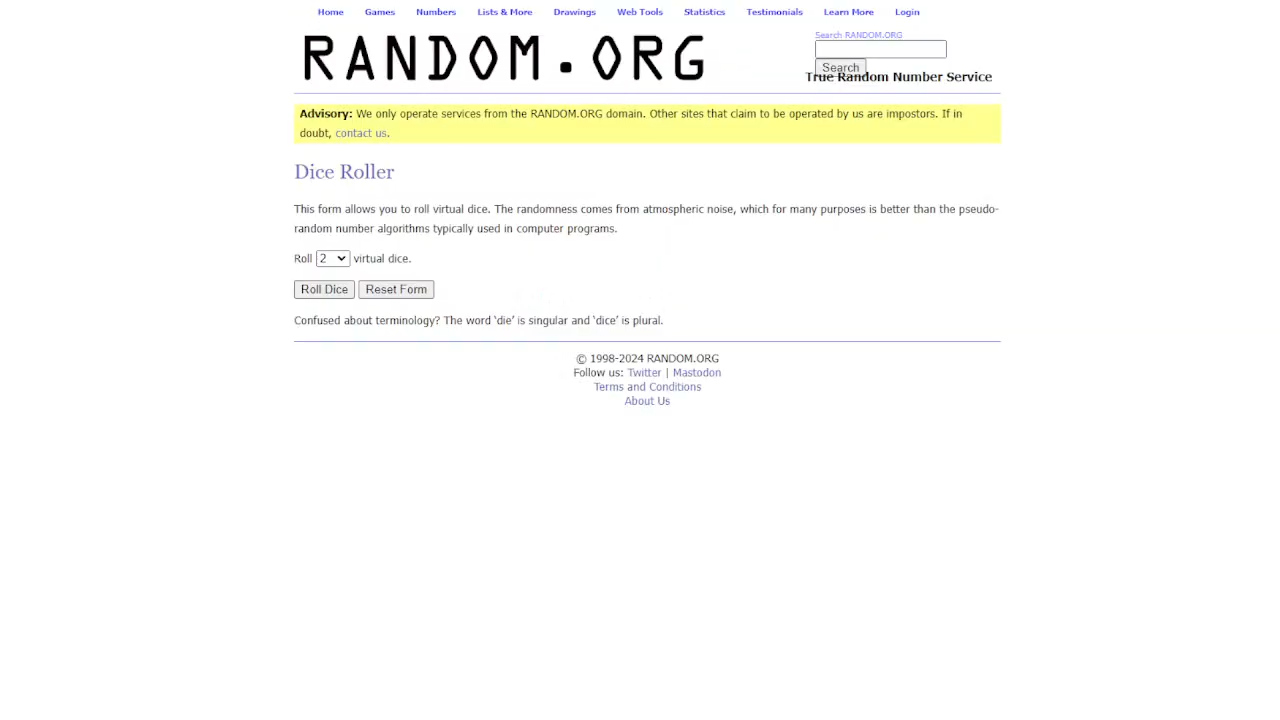 Home Games Numbers Lists & More Drawings Web Tools Statistics Testimonials Learn More Login
RANDOM.ORG
Search RANDOM.ORG
Search
True Random Number Service
Advisory: We only operate services from the RANDOM.ORG domain. Other sites that claim to be operated by us are impostors. If in
doubt, contact us.
Dice Roller
This form allows you to roll virtual dice. The randomness comes from atmospheric noise, which for many purposes is better than the pseudo-
random number algorithms typically used in computer programs.
Roll 2 virtual dice.
Roll Dice Reset Form
Confused about terminology? The word ‘die’ is singular and ‘dice’ is plural.
© 1998-2024 RANDOM.ORG
Follow us: Twitter | Mastodon
Terms and Conditions
About Us